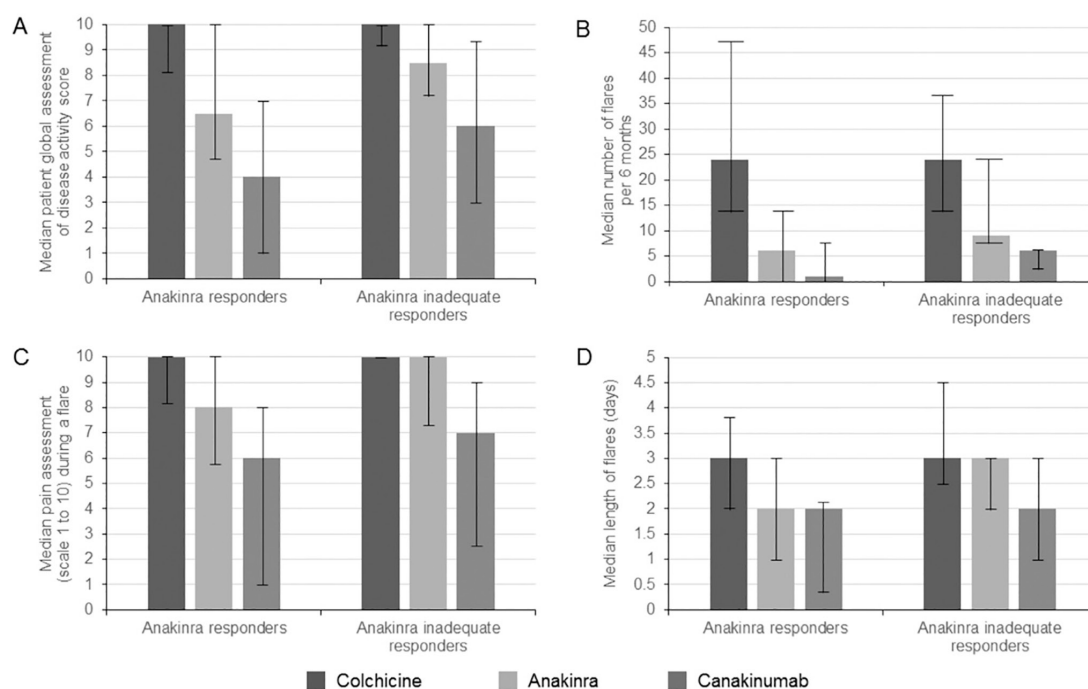 A
Median patient global assessment
of disease activity score
10
9
8
7
6
5
4
3
2
1
0
Anakinra responders
Anakinra inadequate
responders
B
Median number of flares
per 6 months
50
45
40
35
30
25
20
15
10
5
0
Anakinra responders
Anakinra inadequate
responders
C
Median pain assessment
(scale 1 to 10) during a flare
10
9
8
7
6
5
4
3
2
1
0
Anakinra responders
Anakinra inadequate
responders
D
Median length of flares (days)
5
4.5
4
3.5
3
2.5
2
1.5
1
0.5
0
Anakinra responders
Anakinra inadequate
responders
Colchicine
Anakinra
Canakinumab